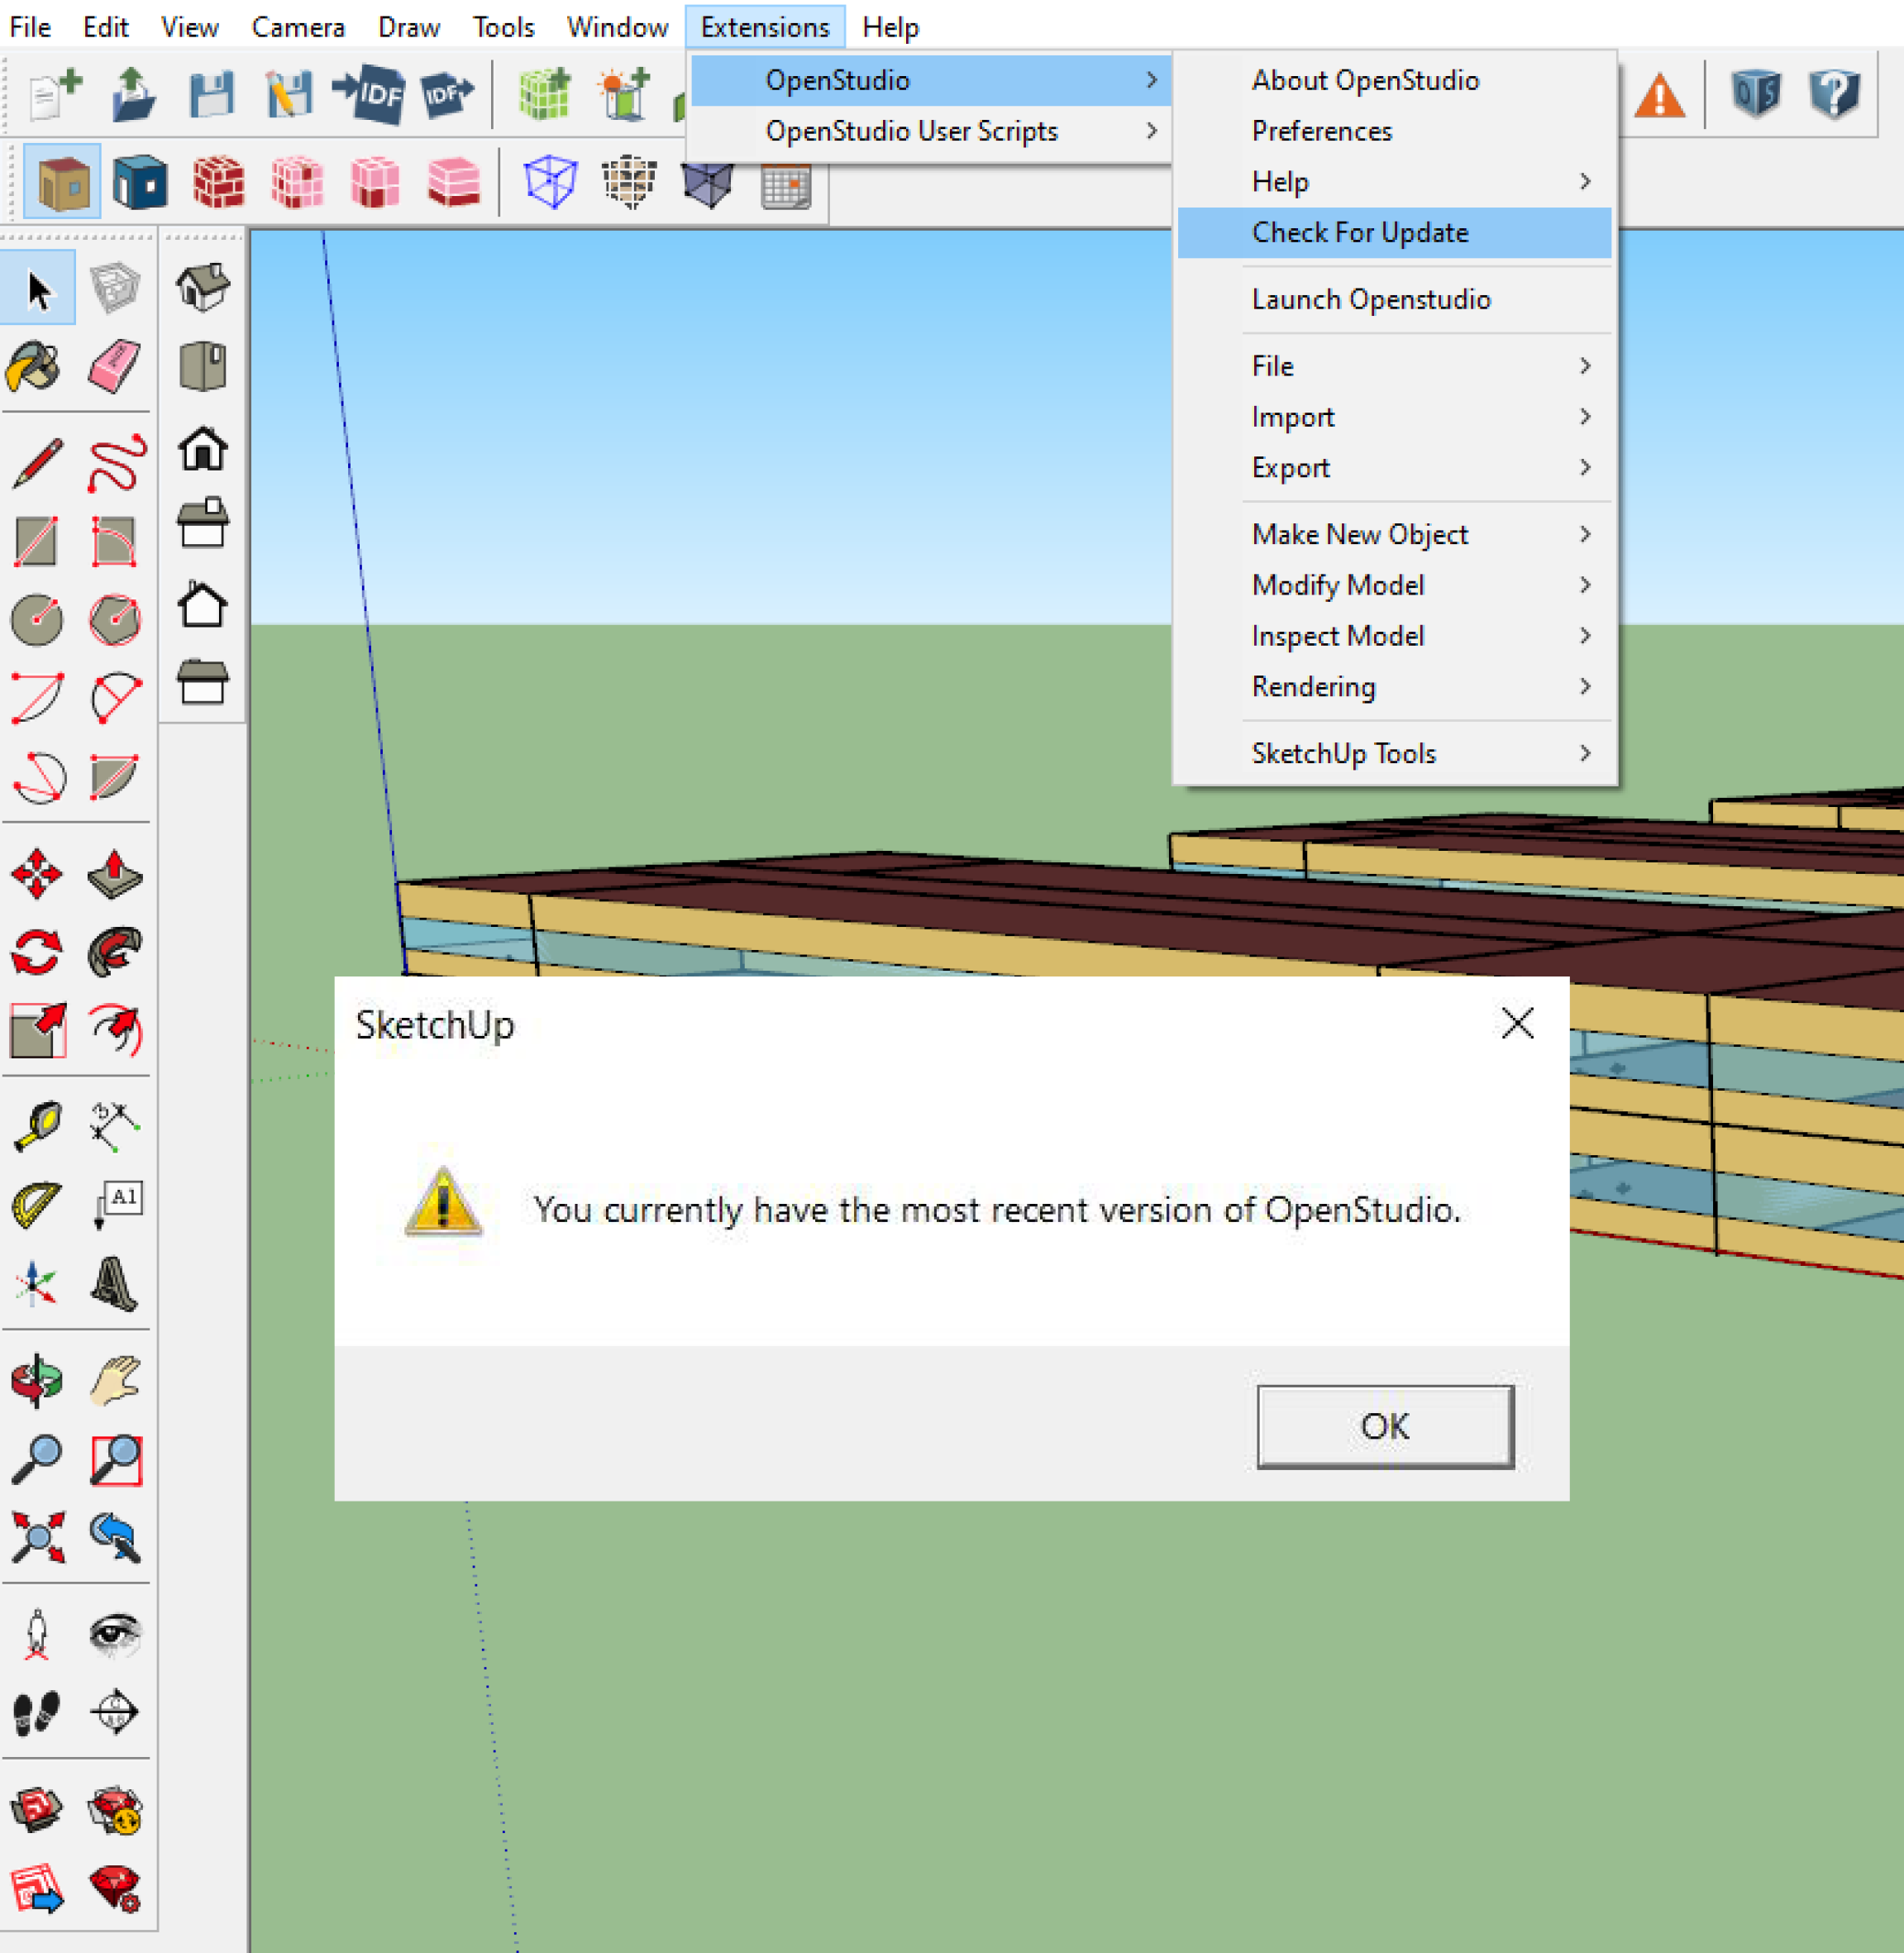 File Edit View Camera Draw Tools Window Extensions Help
IDF IDF
OS ?
OpenStudio
OpenStudio User Scripts
About OpenStudio
Preferences
Help
Check For Update
Launch Openstudio
File
Import
Export
Make New Object
Modify Model
Inspect Model
Rendering
SketchUp Tools
A1
SketchUp
You currently have the most recent version of OpenStudio.
OK